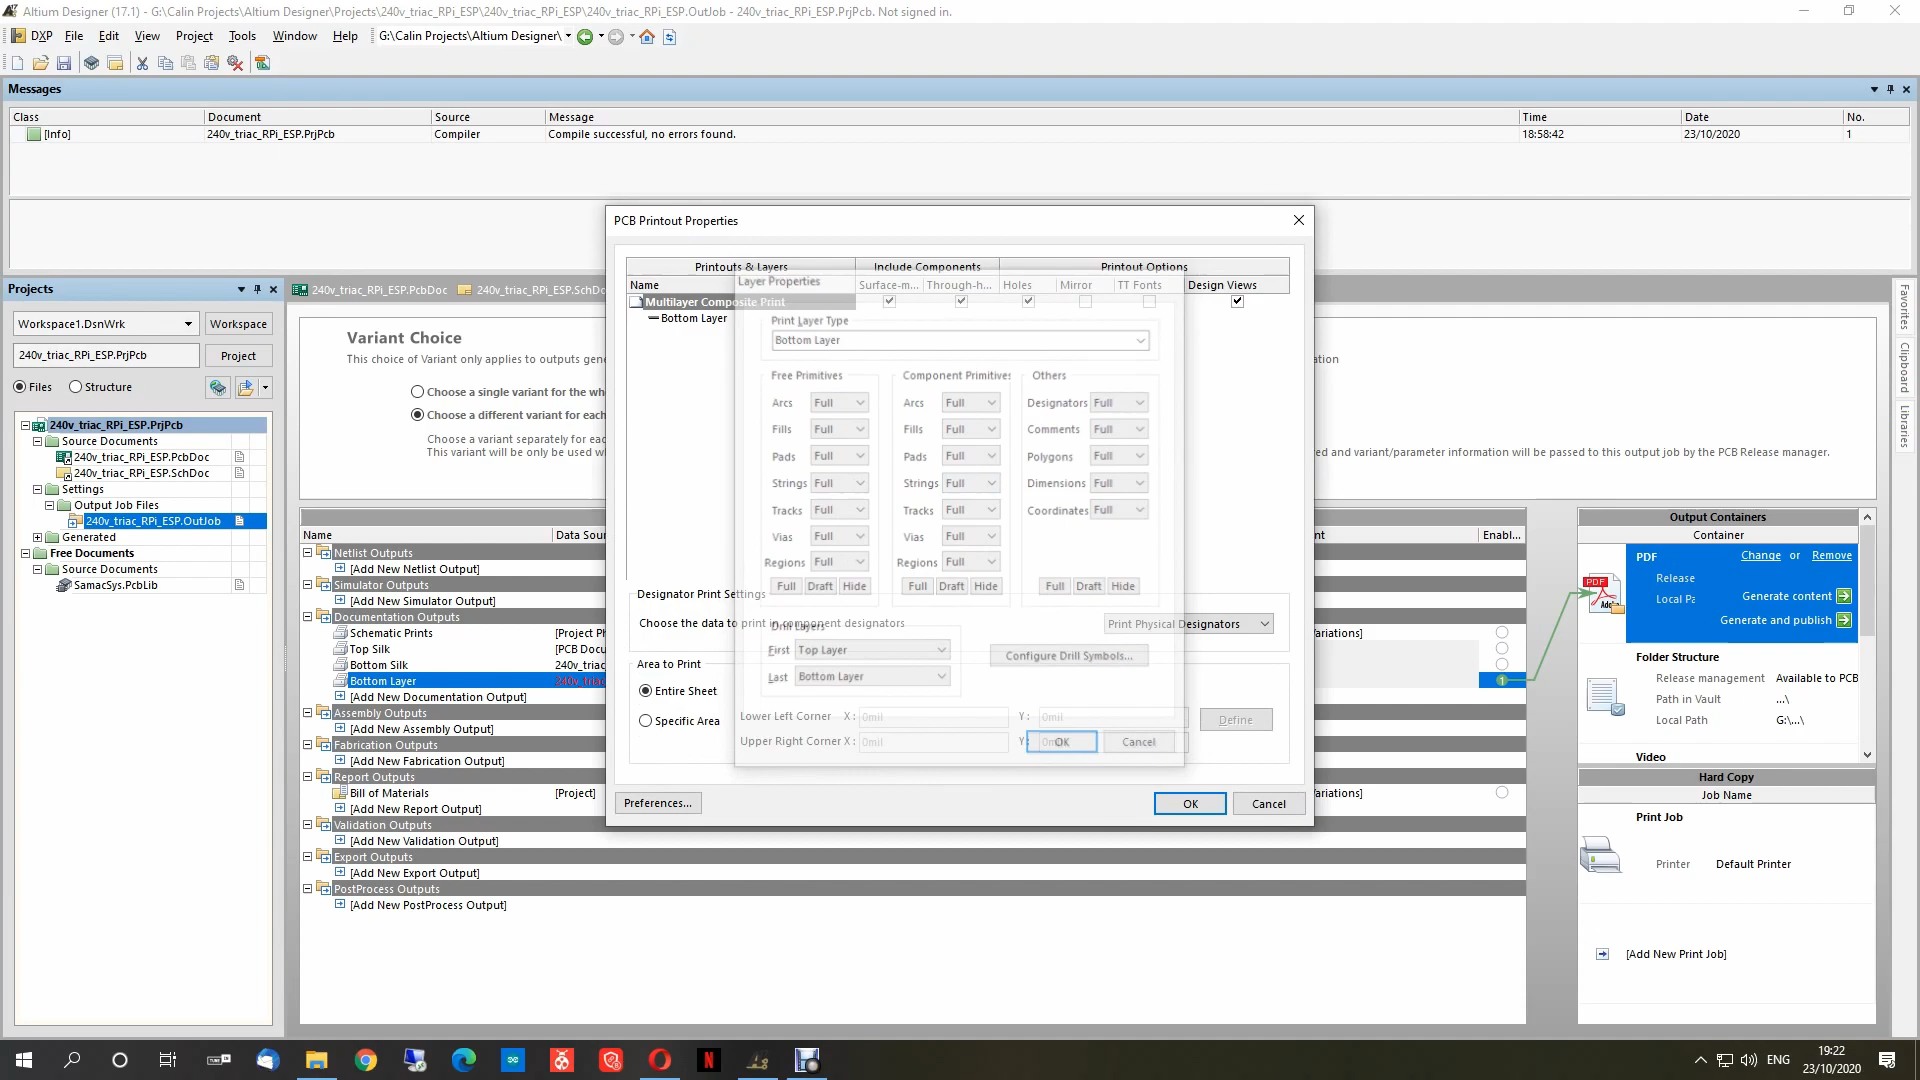 Altium Designer (17.1) - G:\Calin Projects\Altium Designer\Projects\240v_triac_RPi_ESP\240v_triac_RPi_ESP\240v_triac_RPi_ESP.OutJob - 240v_triac_RPi_ESP.PrjPcb. Not signed in.
DXP File Edit View Project Tools Window Help G:\Calin Projects\Altium Designer\
Messages
Class Document Source Message Time Date No.
[Info] 240v_triac_RPi_ESP.PrjPcb Compiler Compile successful, no errors found. 18:58:42 23/10/2020 1
Projects
Workspace1.DsnWrk Workspace
240v_triac_RPi_ESP.PrjPcb Project
Files Structure
240v_triac_RPi_ESP.PrjPcb
Source Documents
240v_triac_RPi_ESP.PcbDoc
240v_triac_RPi_ESP.SchDoc
Settings
Output Job Files
240v_triac_RPi_ESP.OutJob
Generated
Free Documents
Source Documents
SamacSys.PcbLib
240v_triac_RPi_ESP.PcbDoc 240v_triac_RPi_ESP.SchDo
Variant Choice
This choice of Variant only applies to outputs gene
Choose a single variant for the wh
Choose a different variant for each
Choose a variant separately for eac
This variant will only be used w
red and variant/parameter information will be passed to this output job by the PCB Release manager.
Name Data Sou Enabl...
Netlist Outputs
[Add New Netlist Output]
Simulator Outputs
[Add New Simulator Output]
Documentation Outputs
Schematic Prints [Project Ph
Top Silk [PCB Docu
Bottom Silk 240v_triac
Bottom Layer 240v_triac 1
[Add New Documentation Output]
Assembly Outputs
[Add New Assembly Output]
Fabrication Outputs
[Add New Fabrication Output]
Report Outputs
Bill of Materials [Project]
[Add New Report Output]
Validation Outputs
[Add New Validation Output]
Export Outputs
[Add New Export Output]
PostProcess Outputs
[Add New PostProcess Output]
PCB Printout Properties
Printouts & Layers Include Components Printout Options
Name Surface-m... Through-h... Holes Mirror TT Fonts Design Views
Multilayer Composite Print
Bottom Layer
Designator Print Settings
Choose the data to print in component designators Print Physical Designators
Area to Print
Entire Sheet
Specific Area
Lower Left Corner X: 0mil Y: 0mil Define
Upper Right Corner X: 0mil Y: 0mil
Preferences... OK Cancel
Layer Properties
Print Layer Type
Bottom Layer
Free Primitives Component Primitives Others
Arcs Full Arcs Full Designators Full
Fills Full Fills Full Comments Full
Pads Full Pads Full Polygons Full
Strings Full Strings Full Dimensions Full
Tracks Full Tracks Full Coordinates Full
Vias Full Vias Full
Regions Full Regions Full
Full Draft Hide Full Draft Hide Full Draft Hide
Drill Layers
First Top Layer Configure Drill Symbols...
Last Bottom Layer
OK Cancel
Output Containers
Container
PDF Change or Remove
Release
Local Pa Generate content
Generate and publish
Folder Structure
Release management Available to PCB
Path in Vault ...\
Local Path G:\...\
Video
Hard Copy
Job Name
Print Job
Printer Default Printer
[Add New Print Job]
Favorites
Clipboard
Libraries
ENG
19:22
23/10/2020